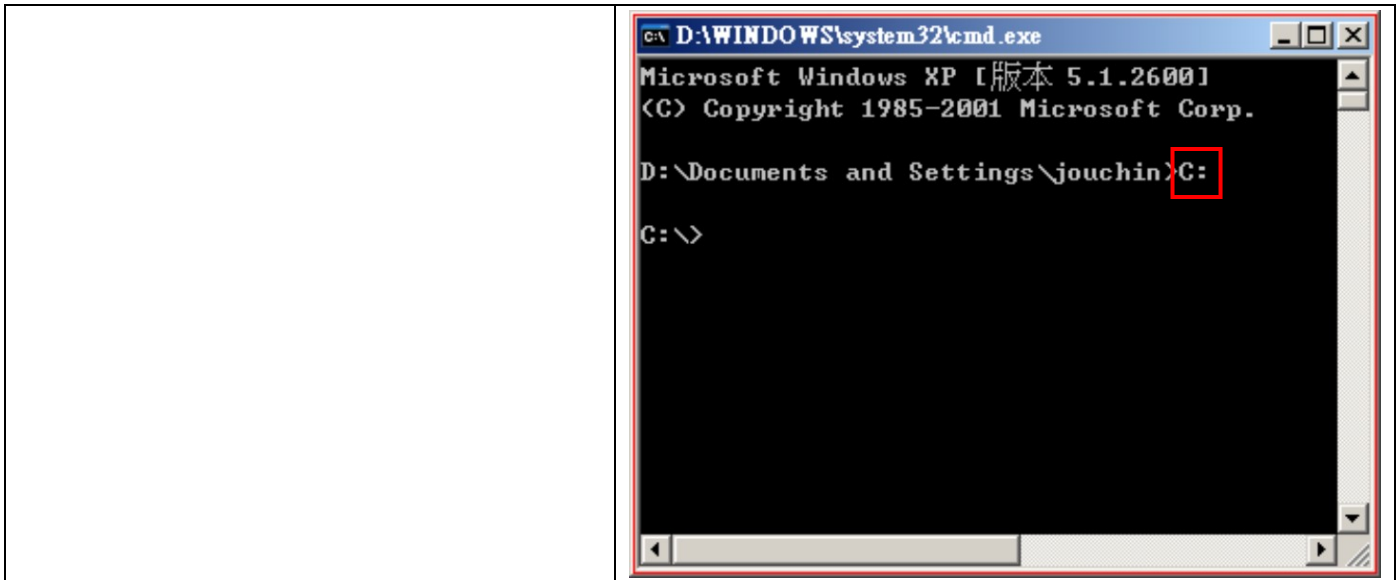 D:\WINDOWS\system32\cmd.exe
Microsoft Windows XP [版本 5.1.2600]
(C) Copyright 1985-2001 Microsoft Corp.
D:\Documents and Settings\jouchin>C:
C:\>